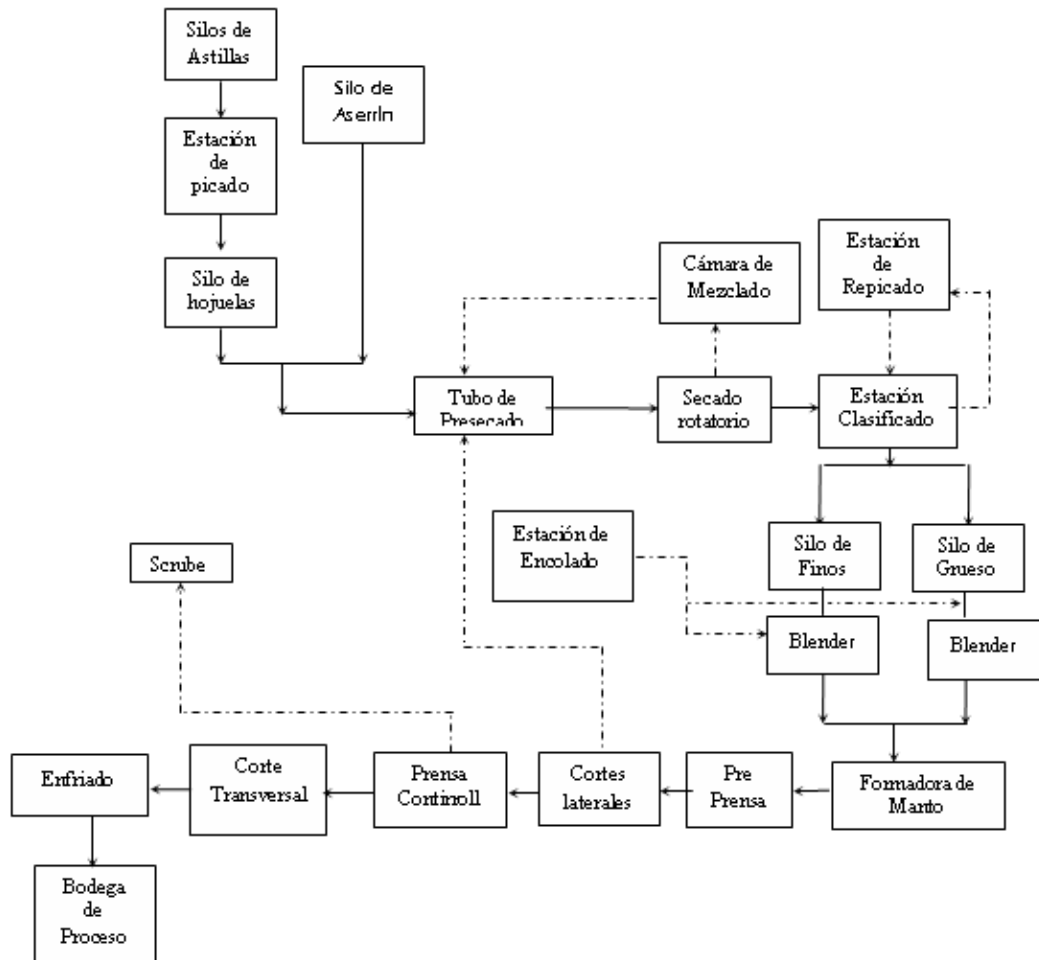 Silos de
Astillas
Silo de
Aserrín
Estación
de
picado
Silo de
hojuelas
Cámara de
Mezclado
Estación
de
Repicado
Tubo de
Presecado
Secado
rotatorio
Estación
Clasificado
Estación de
Encolado
Silo de
Finos
Silo de
Grueso
Scrube
Blender
Blender
Enfriado
Corte
Transversal
Prensa
Continoll
Cortes
laterales
Pre
Prensa
Formadora de
Manto
Bodega
de
Proceso